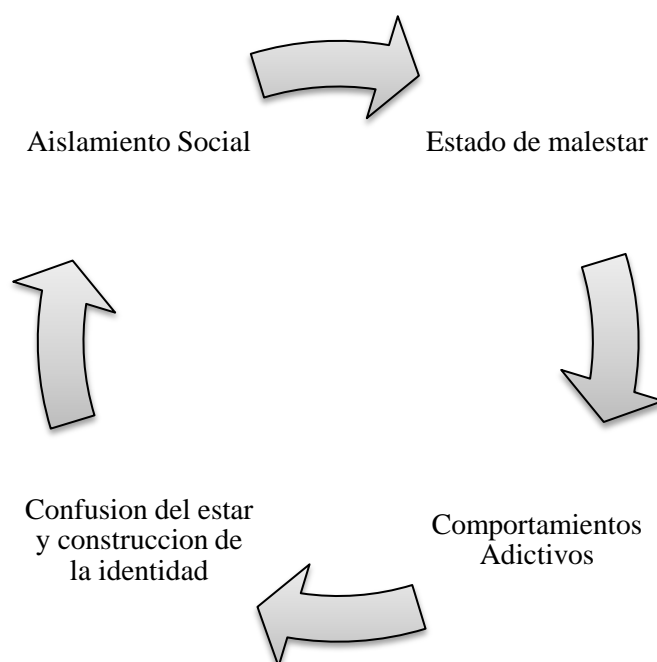 Aislamiento Social
Estado de malestar
Confusion del estar
y construccion de
la identidad
Comportamientos
Adictivos